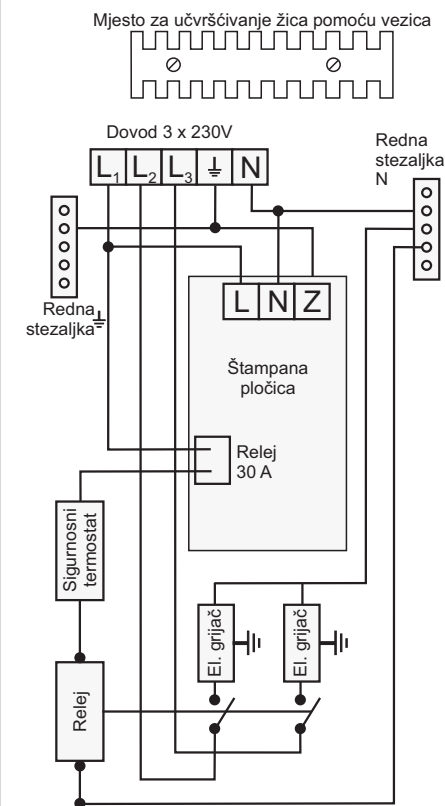 Mjesto za učvršćivanje žica pomoću vezica
Dovod 3 x 230V
L1 L2 L3 N
Redna
stezaljka
N
Redna
stezaljka
L N Z
Štampana
pločica
Relej
30 A
Sigurnosni
termostat
El. grijač
El. grijač
Relej